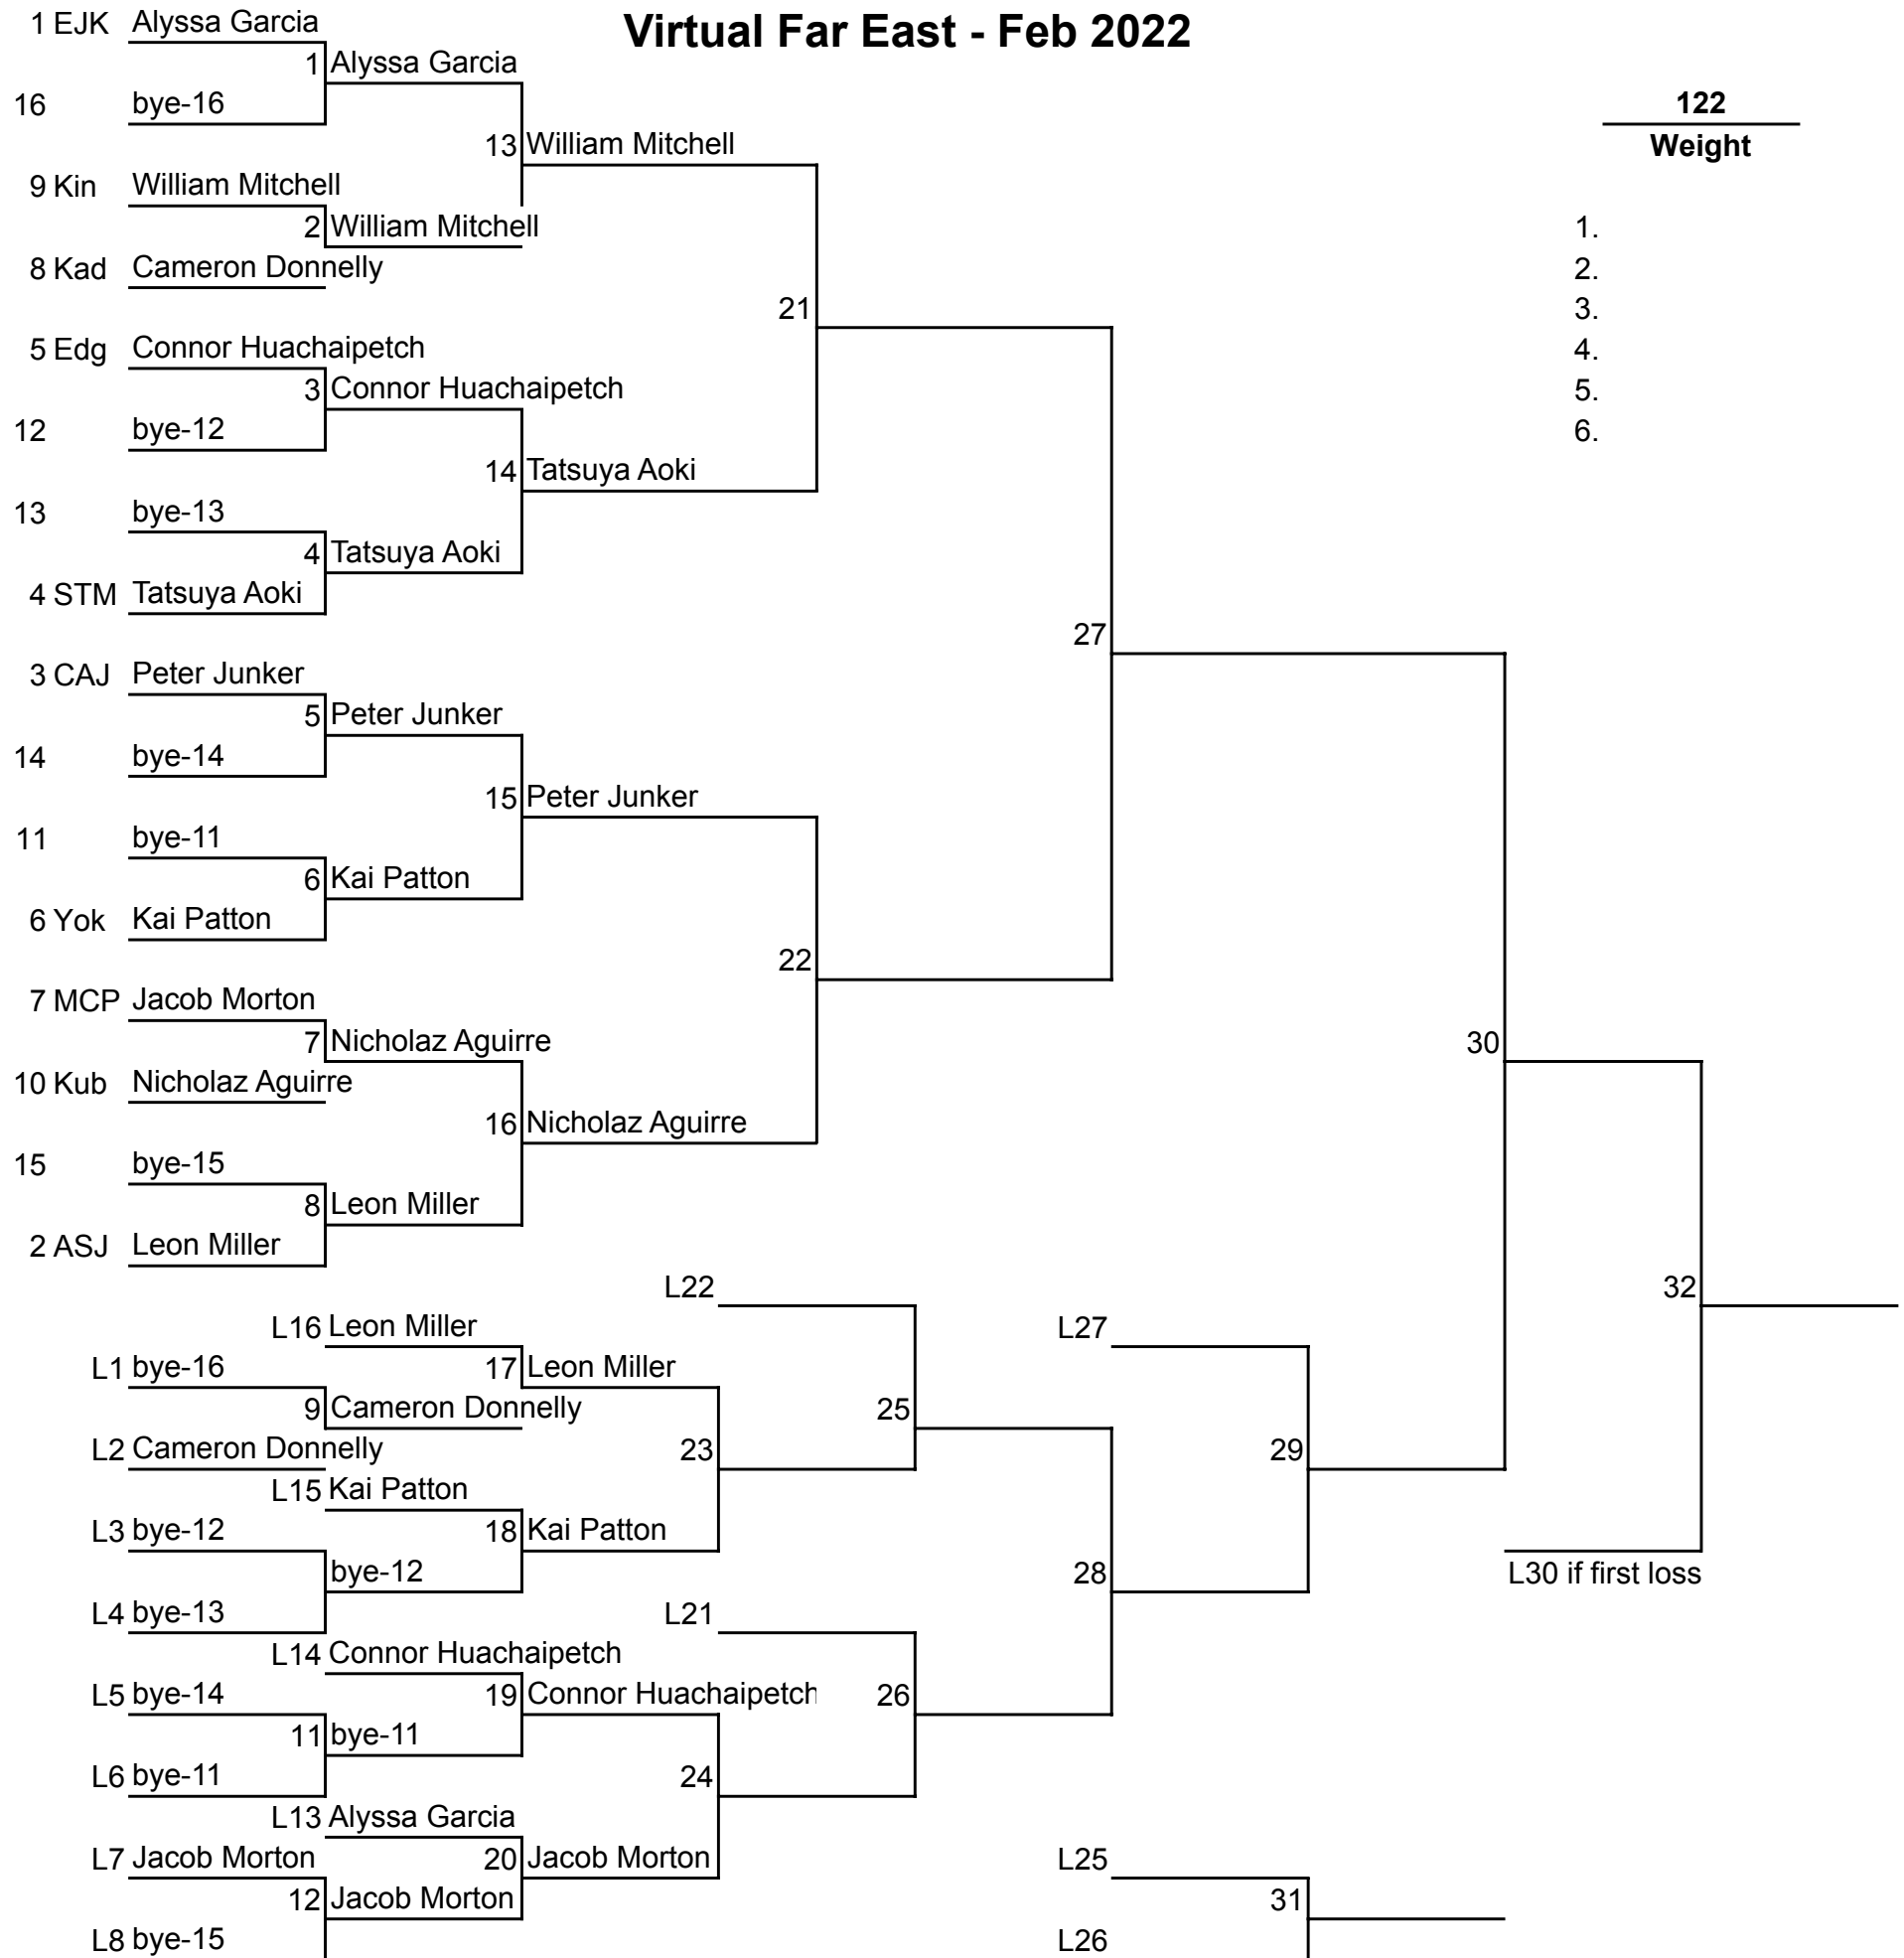 Virtual Far East - Feb 2022
1 EJK Alyssa Garcia
1 Alyssa Garcia
16 bye-16
122
Weight
13 William Mitchell
9 Kin William Mitchell
2 William Mitchell
1.
8 Kad Cameron Donnelly
2.
21
3.
5 Edg Connor Huachaipetch
4.
3 Connor Huachaipetch
5.
12 bye-12
6.
14 Tatsuya Aoki
13 bye-13
4 Tatsuya Aoki
4 STM Tatsuya Aoki
27
3 CAJ Peter Junker
5 Peter Junker
14 bye-14
15 Peter Junker
11 bye-11
6 Kai Patton
6 Yok Kai Patton
22
7 MCP Jacob Morton
7 Nicholaz Aguirre
30
10 Kub Nicholaz Aguirre
16 Nicholaz Aguirre
15 bye-15
8 Leon Miller
2 ASJ Leon Miller
L22
32
L16 Leon Miller
L27
L1 bye-16
17 Leon Miller
9 Cameron Donnelly
25
L2 Cameron Donnelly
23
29
L15 Kai Patton
L3 bye-12
18 Kai Patton
bye-12
28
L30 if first loss
L4 bye-13
L21
L14 Connor Huachaipetch
L5 bye-14
19 Connor Huachaipetch
26
11 bye-11
L6 bye-11
24
L13 Alyssa Garcia
L7 Jacob Morton
20 Jacob Morton
L25
12 Jacob Morton
31
L8 bye-15
L26